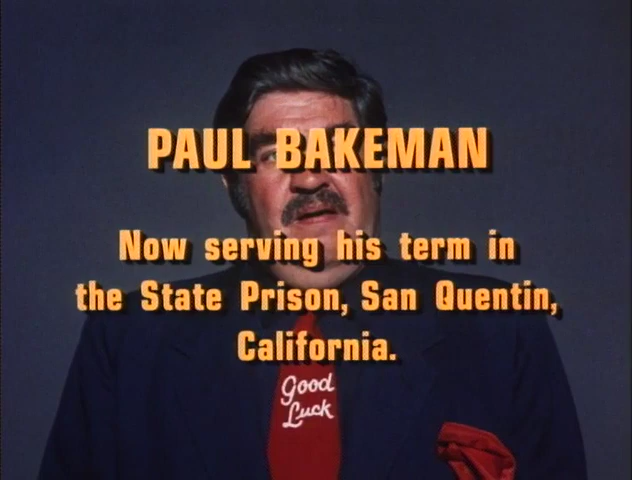 PAUL BAKEMAN
Now serving his term in
the State Prison, San Quentin,
California.
Good
Luck